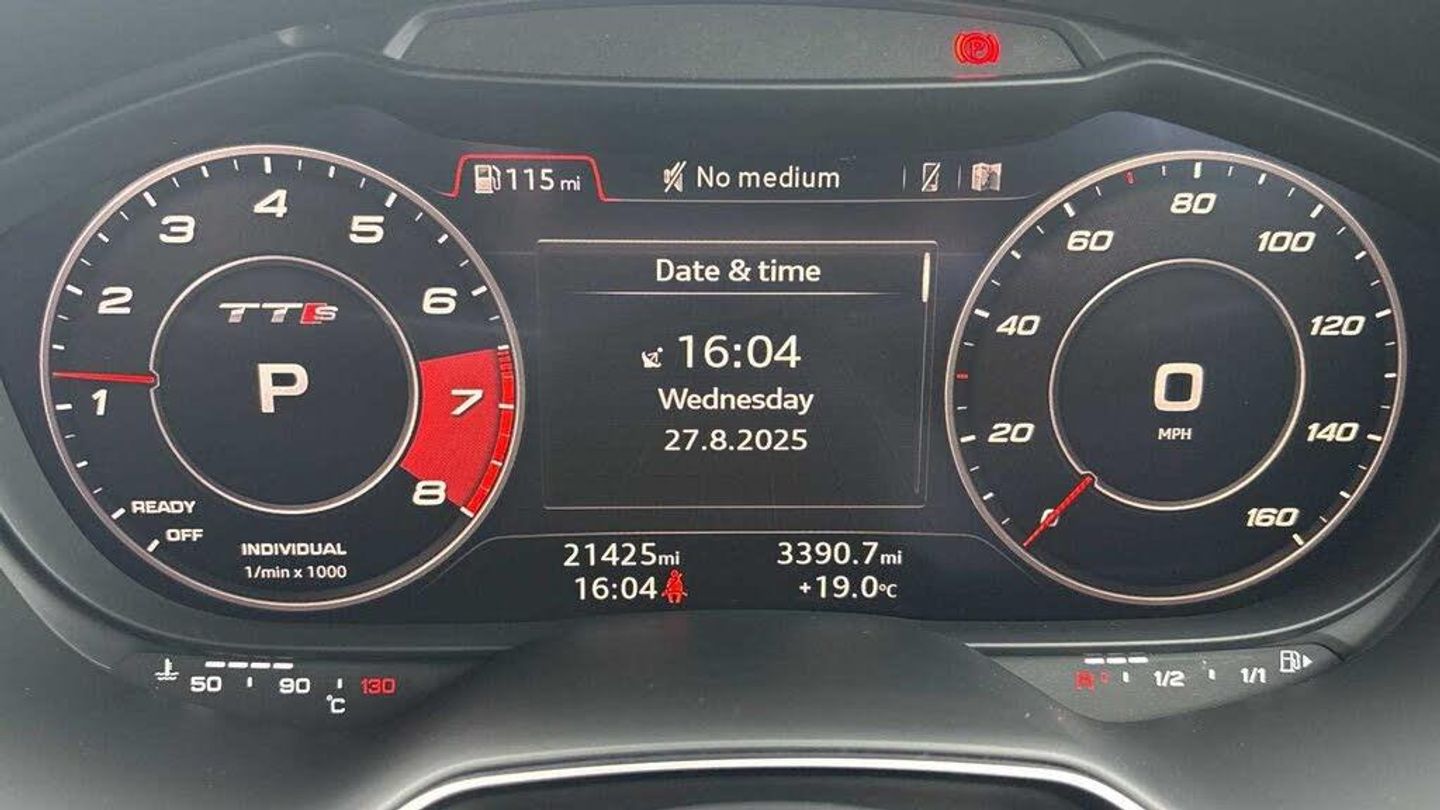 115 mi
No medium
Date & time
16:04
Wednesday
27.8.2025
21425mi
3390.7mi
16:04
+19.0°C
OFF
READY
1
2
3
4
5
6
7
8
TTS
P
INDIVIDUAL
1/min x 1000
0
20
40
60
80
100
120
140
160
0
MPH
50
90
130
°C
R
1/2
1/1
P